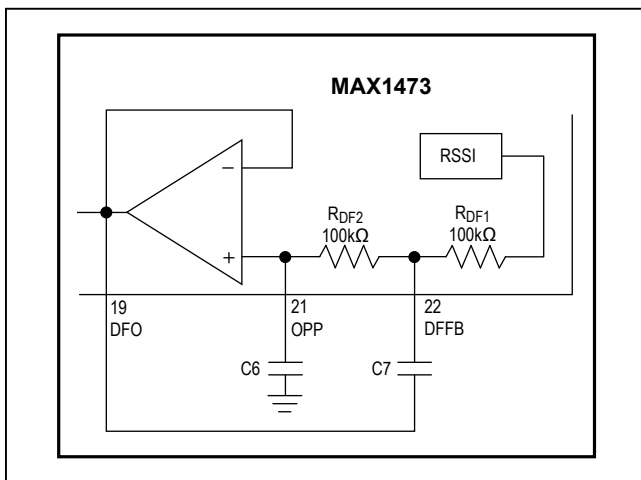 MAX1473
RSSI
RDF2
100kΩ
RDF1
100kΩ
−
+
19
DFO
21
OPP
22
DFFB
C6
C7